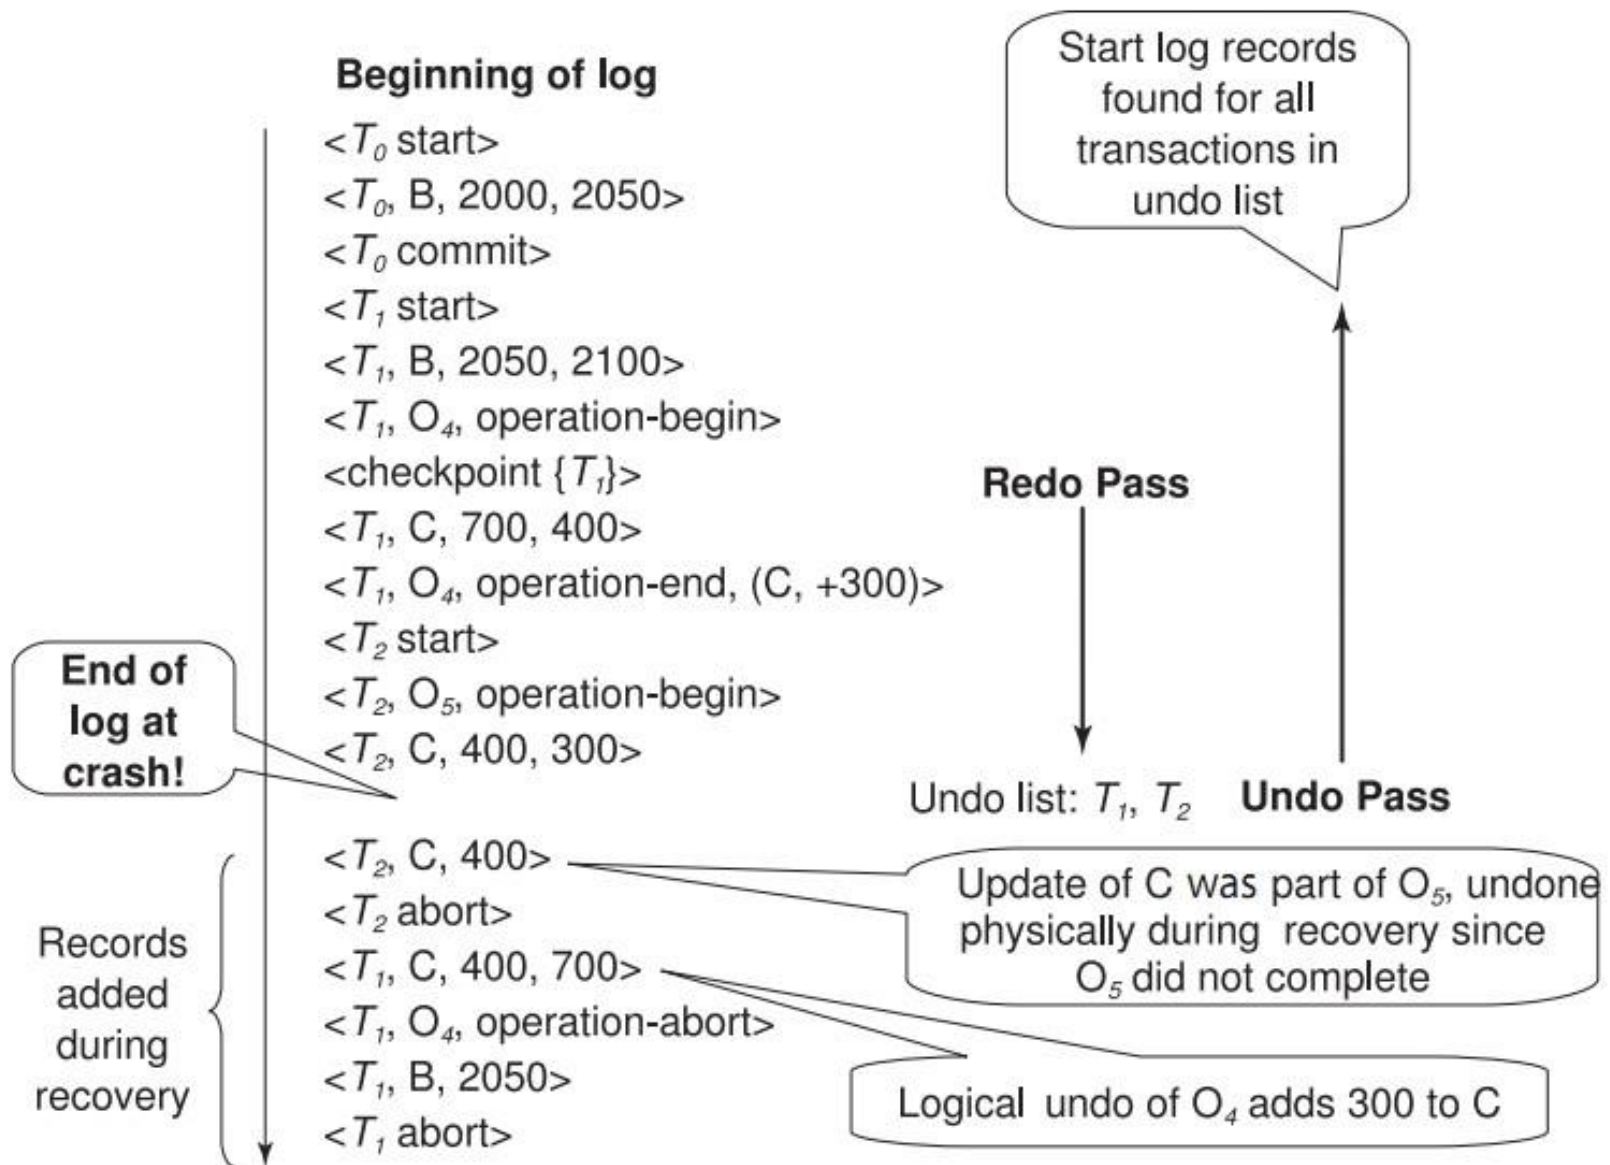 Beginning of log
<T0 start>
<T0, B, 2000, 2050>
<T0 commit>
<T1 start>
<T1, B, 2050, 2100>
<T1, O4, operation-begin>
<checkpoint {T1}>
<T1, C, 700, 400>
<T1, O4, operation-end, (C, +300)>
<T2 start>
<T2, O5, operation-begin>
<T2, C, 400, 300>
End of
log at
crash!
Start log records
found for all
transactions in
undo list
Redo Pass
Undo list: T1, T2
Undo Pass
Records
added
during
recovery
<T2, C, 400>
<T2 abort>
<T1, C, 400, 700>
<T1, O4, operation-abort>
<T1, B, 2050>
<T1 abort>
Update of C was part of O5, undone
physically during recovery since
O5 did not complete
Logical undo of O4 adds 300 to C